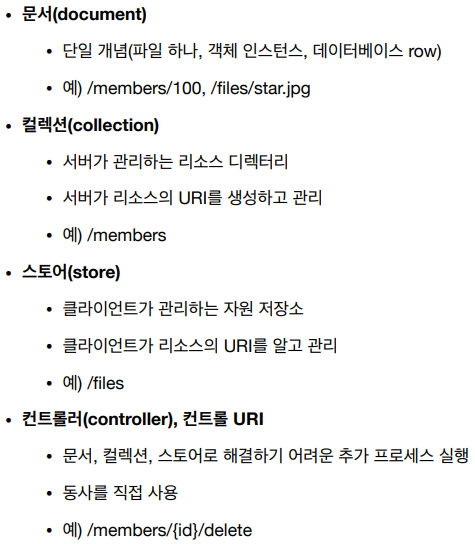 • 문서(document)
• 단일 개념(파일 하나, 객체 인스턴스, 데이터베이스 row)
• 예) /members/100, /files/star.jpg
• 컬렉션(collection)
• 서버가 관리하는 리소스 디렉터리
• 서버가 리소스의 URI를 생성하고 관리
• 예) /members
• 스토어(store)
• 클라이언트가 관리하는 자원 저장소
• 클라이언트가 리소스의 URI를 알고 관리
• 예) /files
• 컨트롤러(controller), 컨트롤 URI
• 문서, 컬렉션, 스토어로 해결하기 어려운 추가 프로세스 실행
• 동사를 직접 사용
• 예) /members/{id}/delete